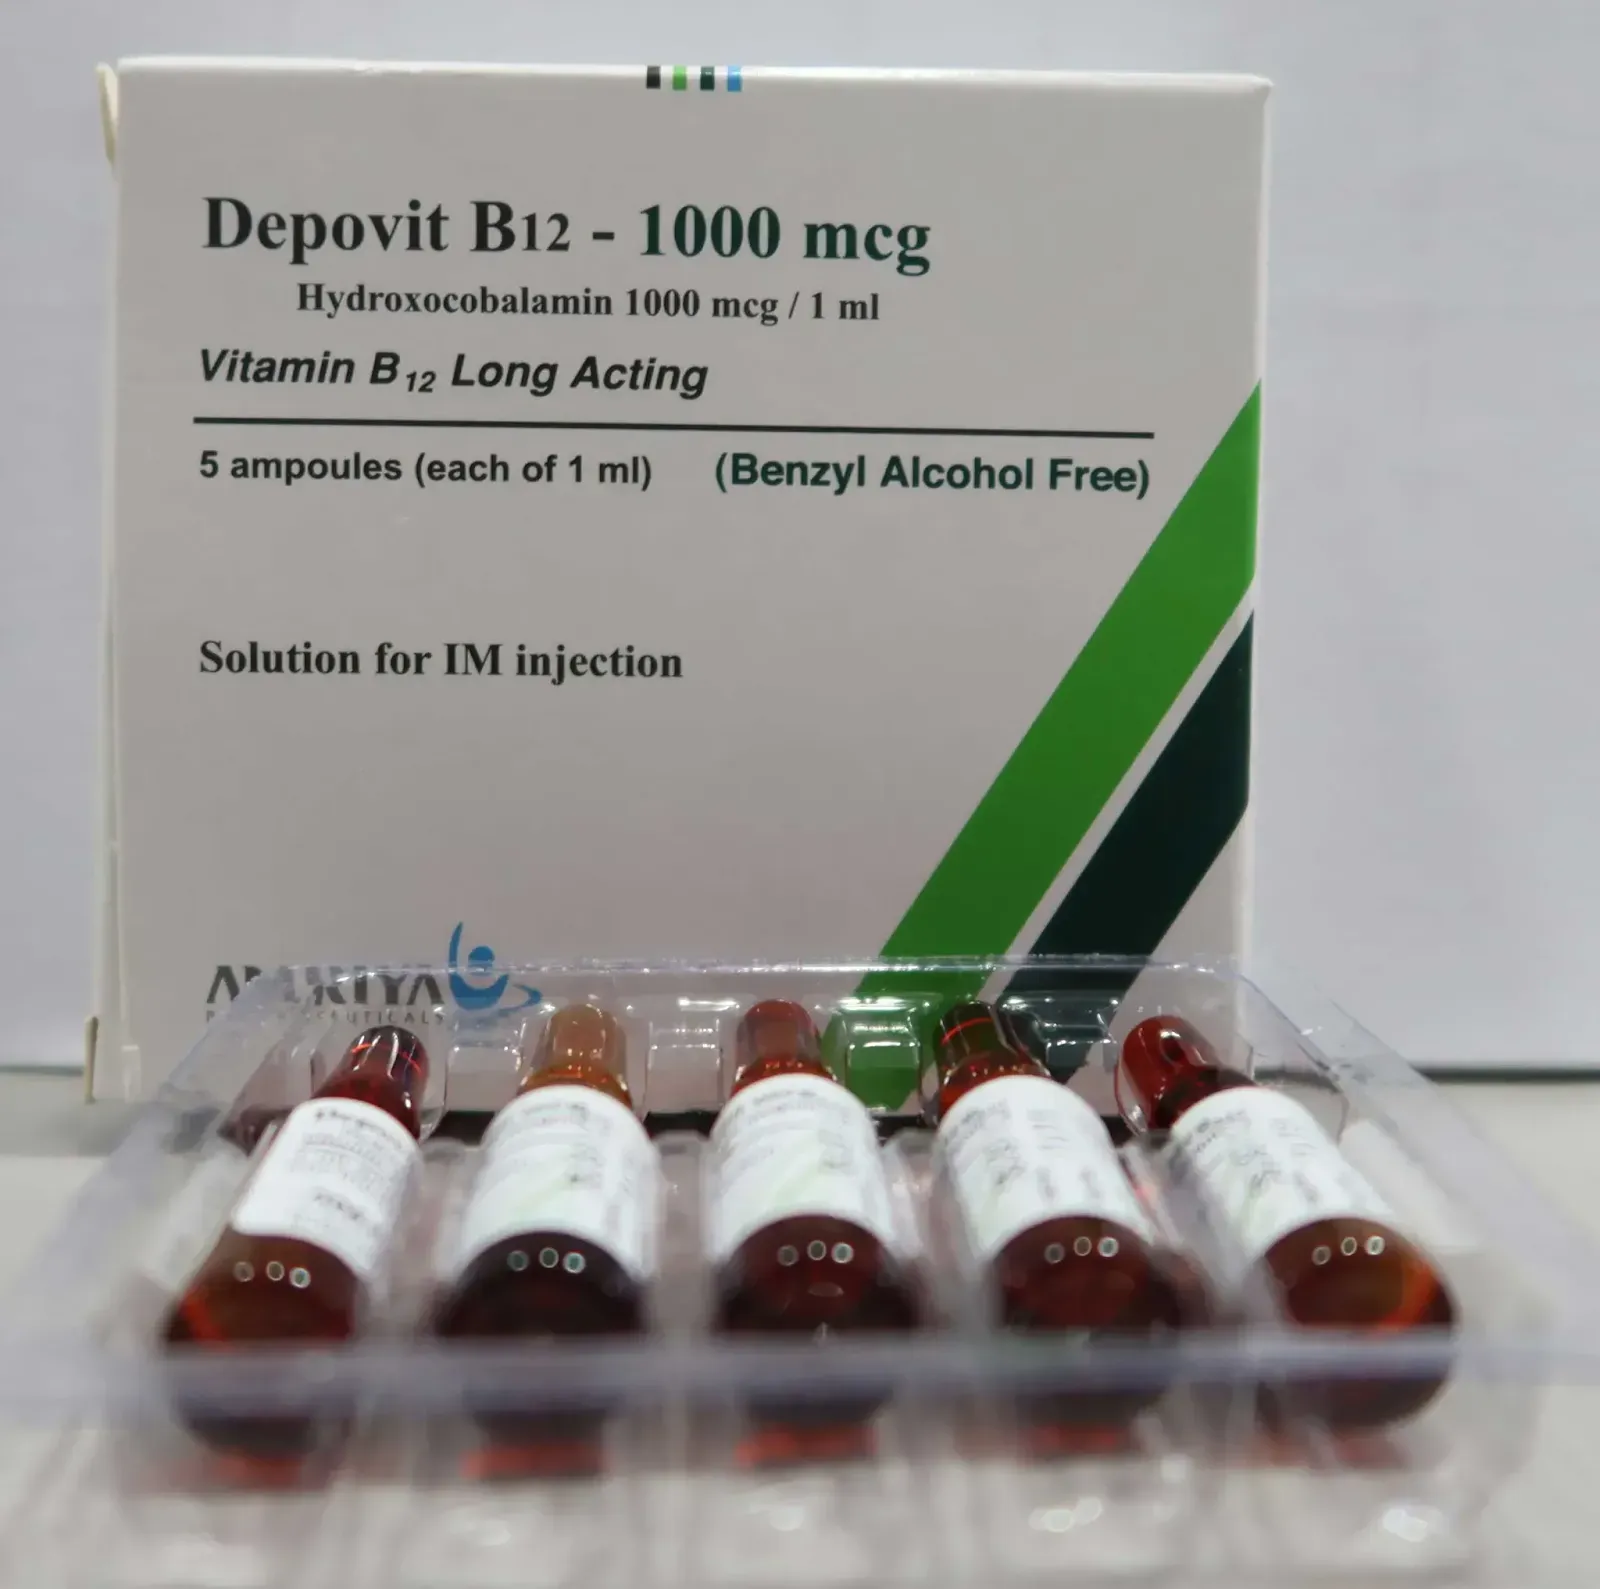 Depovit B12 - 1000 mcg
Hydroxocobalamin 1000 mcg / 1 ml
Vitamin B12 Long Acting
5 ampoules (each of 1 ml) (Benzyl Alcohol Free)
Solution for IM injection